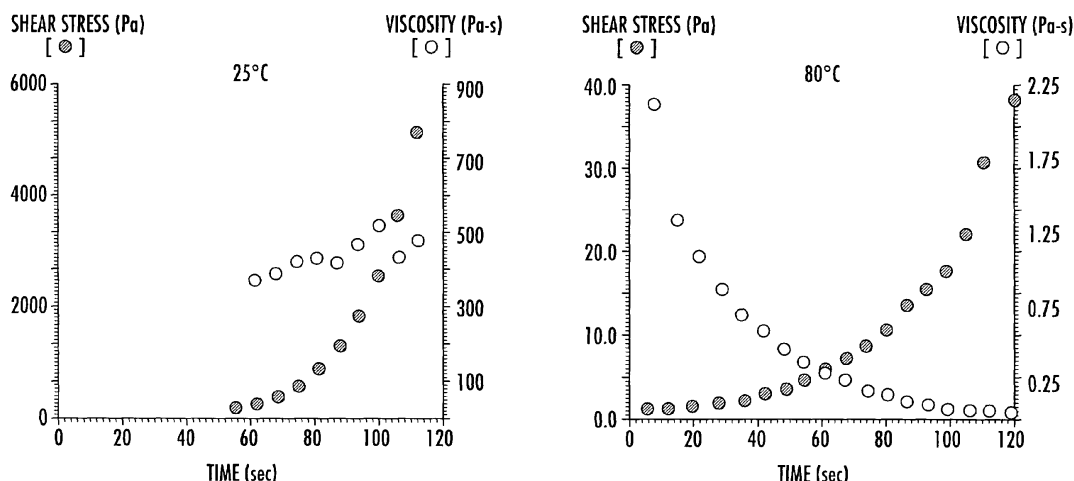 SHEAR STRESS (Pa)
[ ]
VISCOSITY (Pa-s)
[ ]
25°C
6000
4000
2000
0
900
700
500
300
100
0 20 40 60 80 100 120
TIME (sec)
SHEAR STRESS (Pa)
[ ]
VISCOSITY (Pa-s)
[ ]
80°C
40.0
30.0
20.0
10.0
0.0
2.25
1.75
1.25
0.75
0.25
0 20 40 60 80 100 120
TIME (sec)